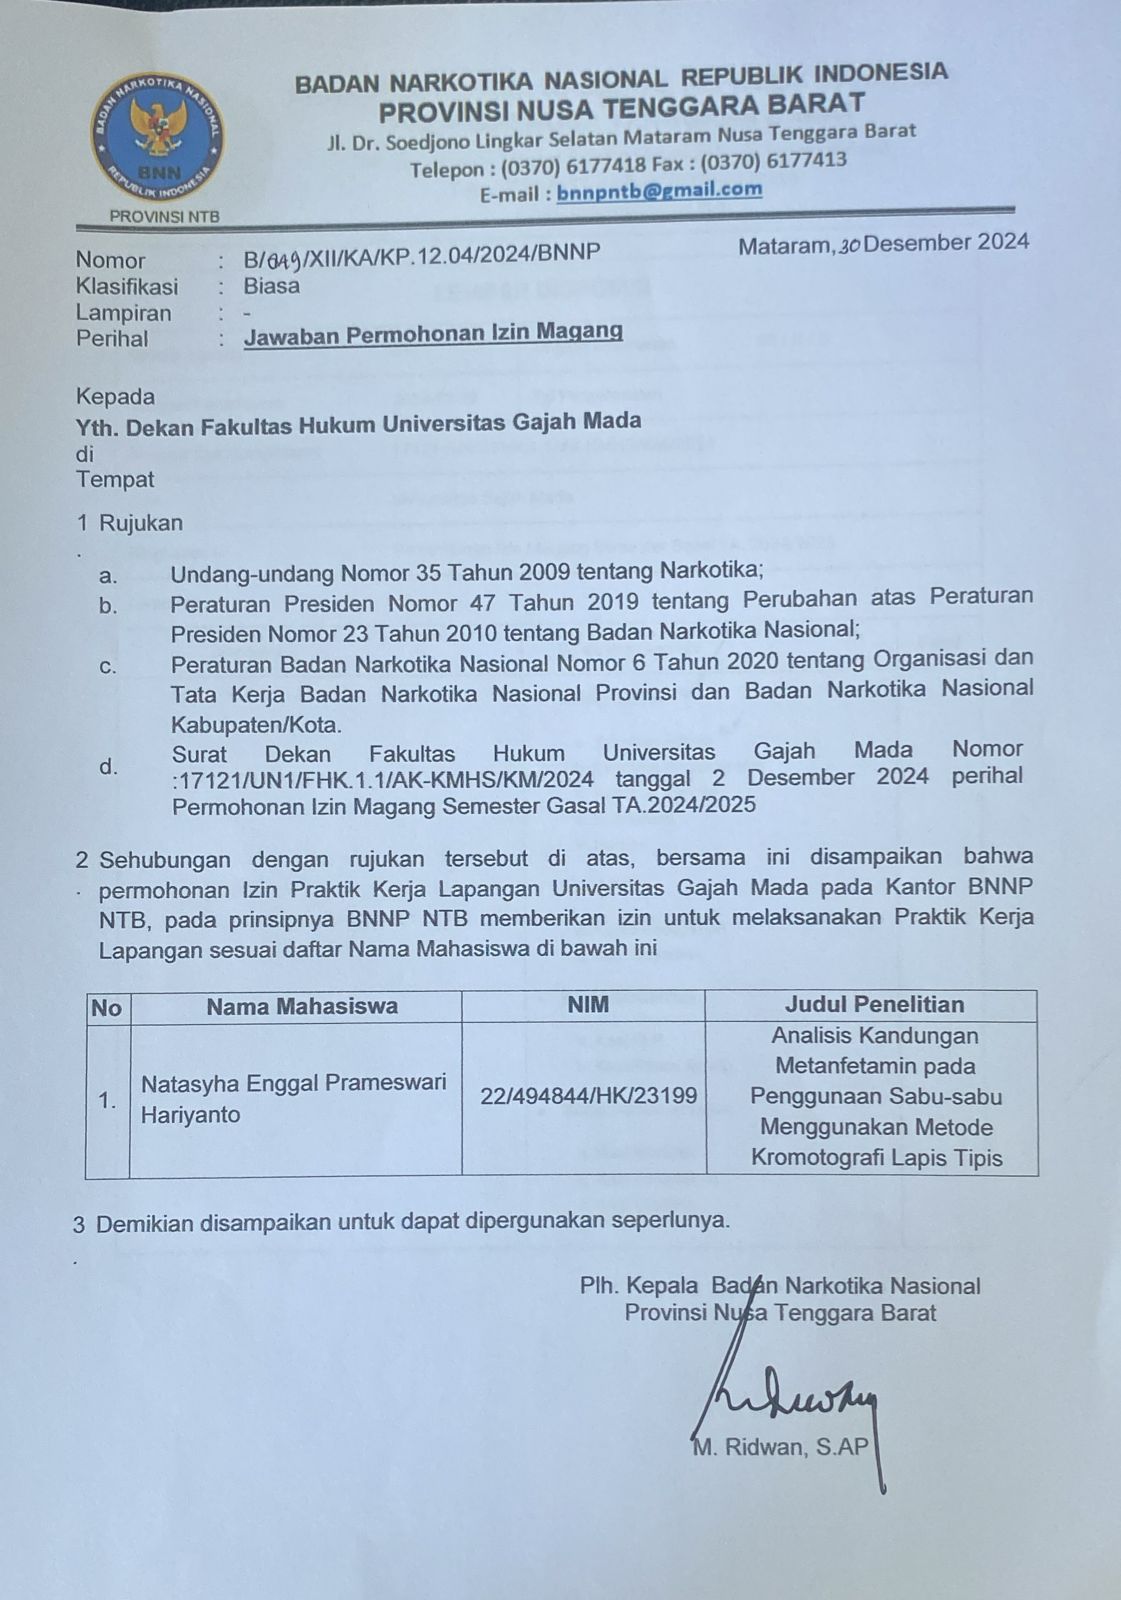 BADAN NARKOTIKA NASIONAL
BNN
REPUBLIK INDONESIA
PROVINSI NTB
BADAN NARKOTIKA NASIONAL REPUBLIK INDONESIA
PROVINSI NUSA TENGGARA BARAT
Jl. Dr. Soedjono Lingkar Selatan Mataram Nusa Tenggara Barat
Telepon : (0370) 6177418 Fax : (0370) 6177413
E-mail : bnnpntb@gmail.com
Mataram, 30 Desember 2024
Nomor : B/ /XII/KA/KP.12.04/2024/BNNP
Klasifikasi : Biasa
Lampiran : -
Perihal : Jawaban Permohonan Izin Magang
Kepada
Yth. Dekan Fakultas Hukum Universitas Gajah Mada
di
Tempat
1 Rujukan
.
a. Undang-undang Nomor 35 Tahun 2009 tentang Narkotika;
b. Peraturan Presiden Nomor 47 Tahun 2019 tentang Perubahan atas Peraturan
Presiden Nomor 23 Tahun 2010 tentang Badan Narkotika Nasional;
c. Peraturan Badan Narkotika Nasional Nomor 6 Tahun 2020 tentang Organisasi dan
Tata Kerja Badan Narkotika Nasional Provinsi dan Badan Narkotika Nasional
Kabupaten/Kota.
d. Surat Dekan Fakultas Hukum Universitas Gajah Mada Nomor
:17121/UN1/FHK.1.1/AK-KMHS/KM/2024 tanggal 2 Desember 2024 perihal
Permohonan Izin Magang Semester Gasal TA.2024/2025
2 Sehubungan dengan rujukan tersebut di atas, bersama ini disampaikan bahwa
. permohonan Izin Praktik Kerja Lapangan Universitas Gajah Mada pada Kantor BNNP
NTB, pada prinsipnya BNNP NTB memberikan izin untuk melaksanakan Praktik Kerja
Lapangan sesuai daftar Nama Mahasiswa di bawah ini
No Nama Mahasiswa NIM Judul Penelitian
1. Natasyha Enggal Prameswari
Hariyanto
22/494844/HK/23199
Analisis Kandungan
Metanfetamin pada
Penggunaan Sabu-sabu
Menggunakan Metode
Kromotografi Lapis Tipis
3 Demikian disampaikan untuk dapat dipergunakan seperlunya.
.
Plh. Kepala Badan Narkotika Nasional
Provinsi Nusa Tenggara Barat
M. Ridwan, S.AP